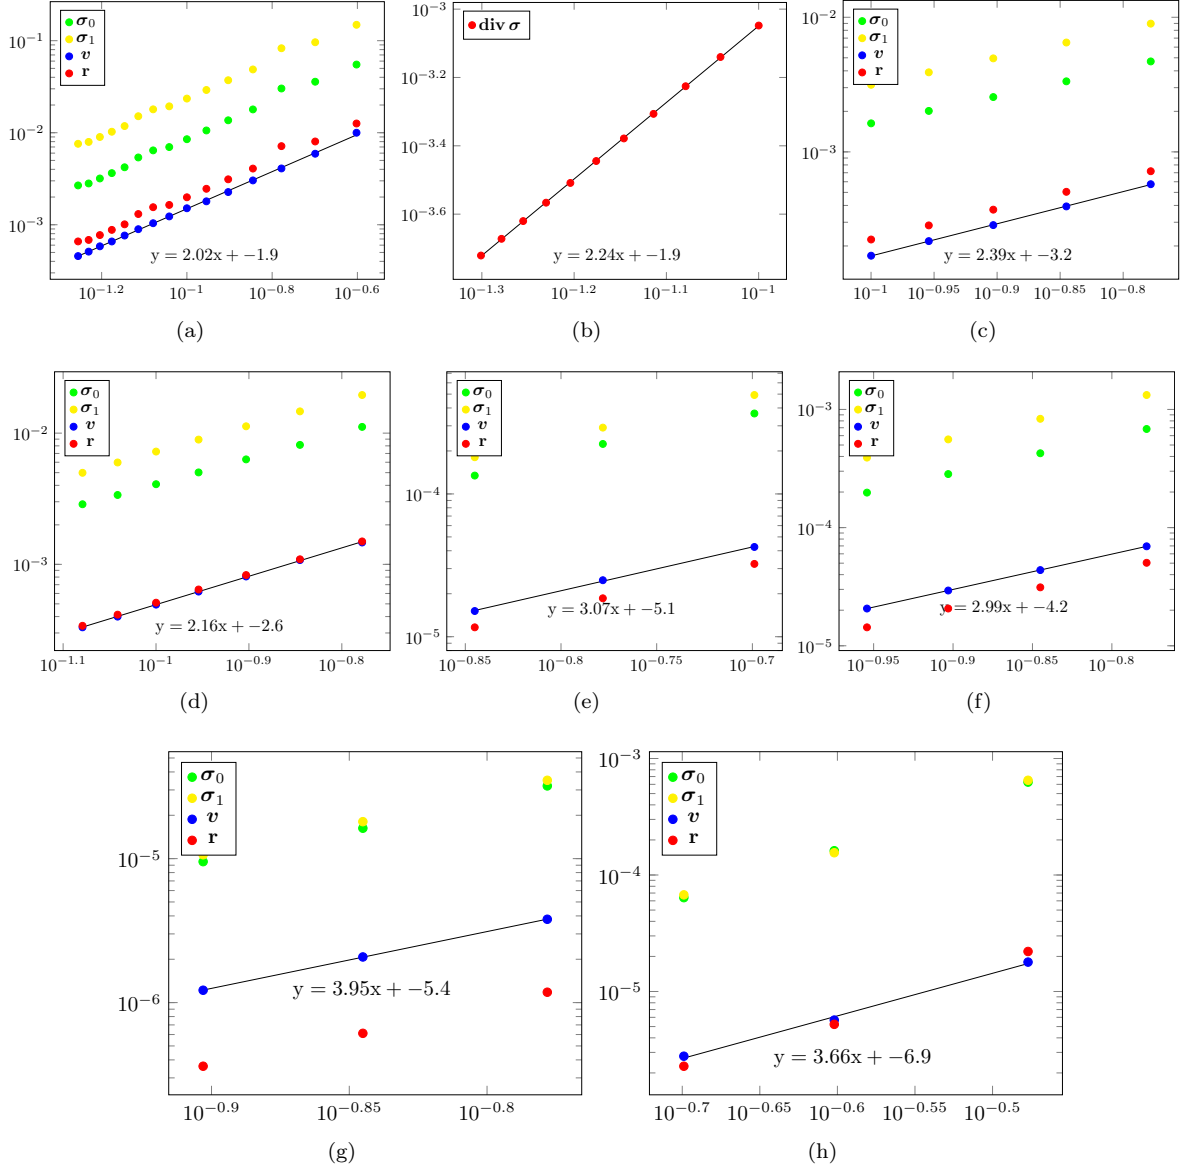 σ₀
σ₁
v
r
10⁻¹
10⁻²
10⁻³
y = 2.02x + −1.9
10⁻¹·² 10⁻¹ 10⁻⁰·⁸ 10⁻⁰·⁶
(a)
div σ
10⁻³
10⁻³·²
10⁻³·⁴
10⁻³·⁶
y = 2.24x + −1.9
10⁻¹·³ 10⁻¹·² 10⁻¹·¹ 10⁻¹
(b)
σ₀
σ₁
v
r
10⁻²
10⁻³
y = 2.39x + −3.2
10⁻¹ 10⁻⁰·⁹⁵ 10⁻⁰·⁹ 10⁻⁰·⁸⁵ 10⁻⁰·⁸
(c)
σ₀
σ₁
v
r
10⁻²
10⁻³
y = 2.16x + −2.6
10⁻¹·¹ 10⁻¹ 10⁻⁰·⁹ 10⁻⁰·⁸
(d)
σ₀
σ₁
v
r
10⁻⁴
10⁻⁵
y = 3.07x + −5.1
10⁻⁰·⁸⁵ 10⁻⁰·⁸ 10⁻⁰·⁷⁵ 10⁻⁰·⁷
(e)
σ₀
σ₁
v
r
10⁻³
10⁻⁴
10⁻⁵
y = 2.99x + −4.2
10⁻⁰·⁹⁵ 10⁻⁰·⁹ 10⁻⁰·⁸⁵ 10⁻⁰·⁸
(f)
σ₀
σ₁
v
r
10⁻⁵
10⁻⁶
y = 3.95x + −5.4
10⁻⁰·⁹ 10⁻⁰·⁸⁵ 10⁻⁰·⁸
(g)
σ₀
σ₁
v
r
10⁻³
10⁻⁴
10⁻⁵
y = 3.66x + −6.9
10⁻⁰·⁷ 10⁻⁰·⁶⁵ 10⁻⁰·⁶ 10⁻⁰·⁵⁵ 10⁻⁰·⁵
(h)